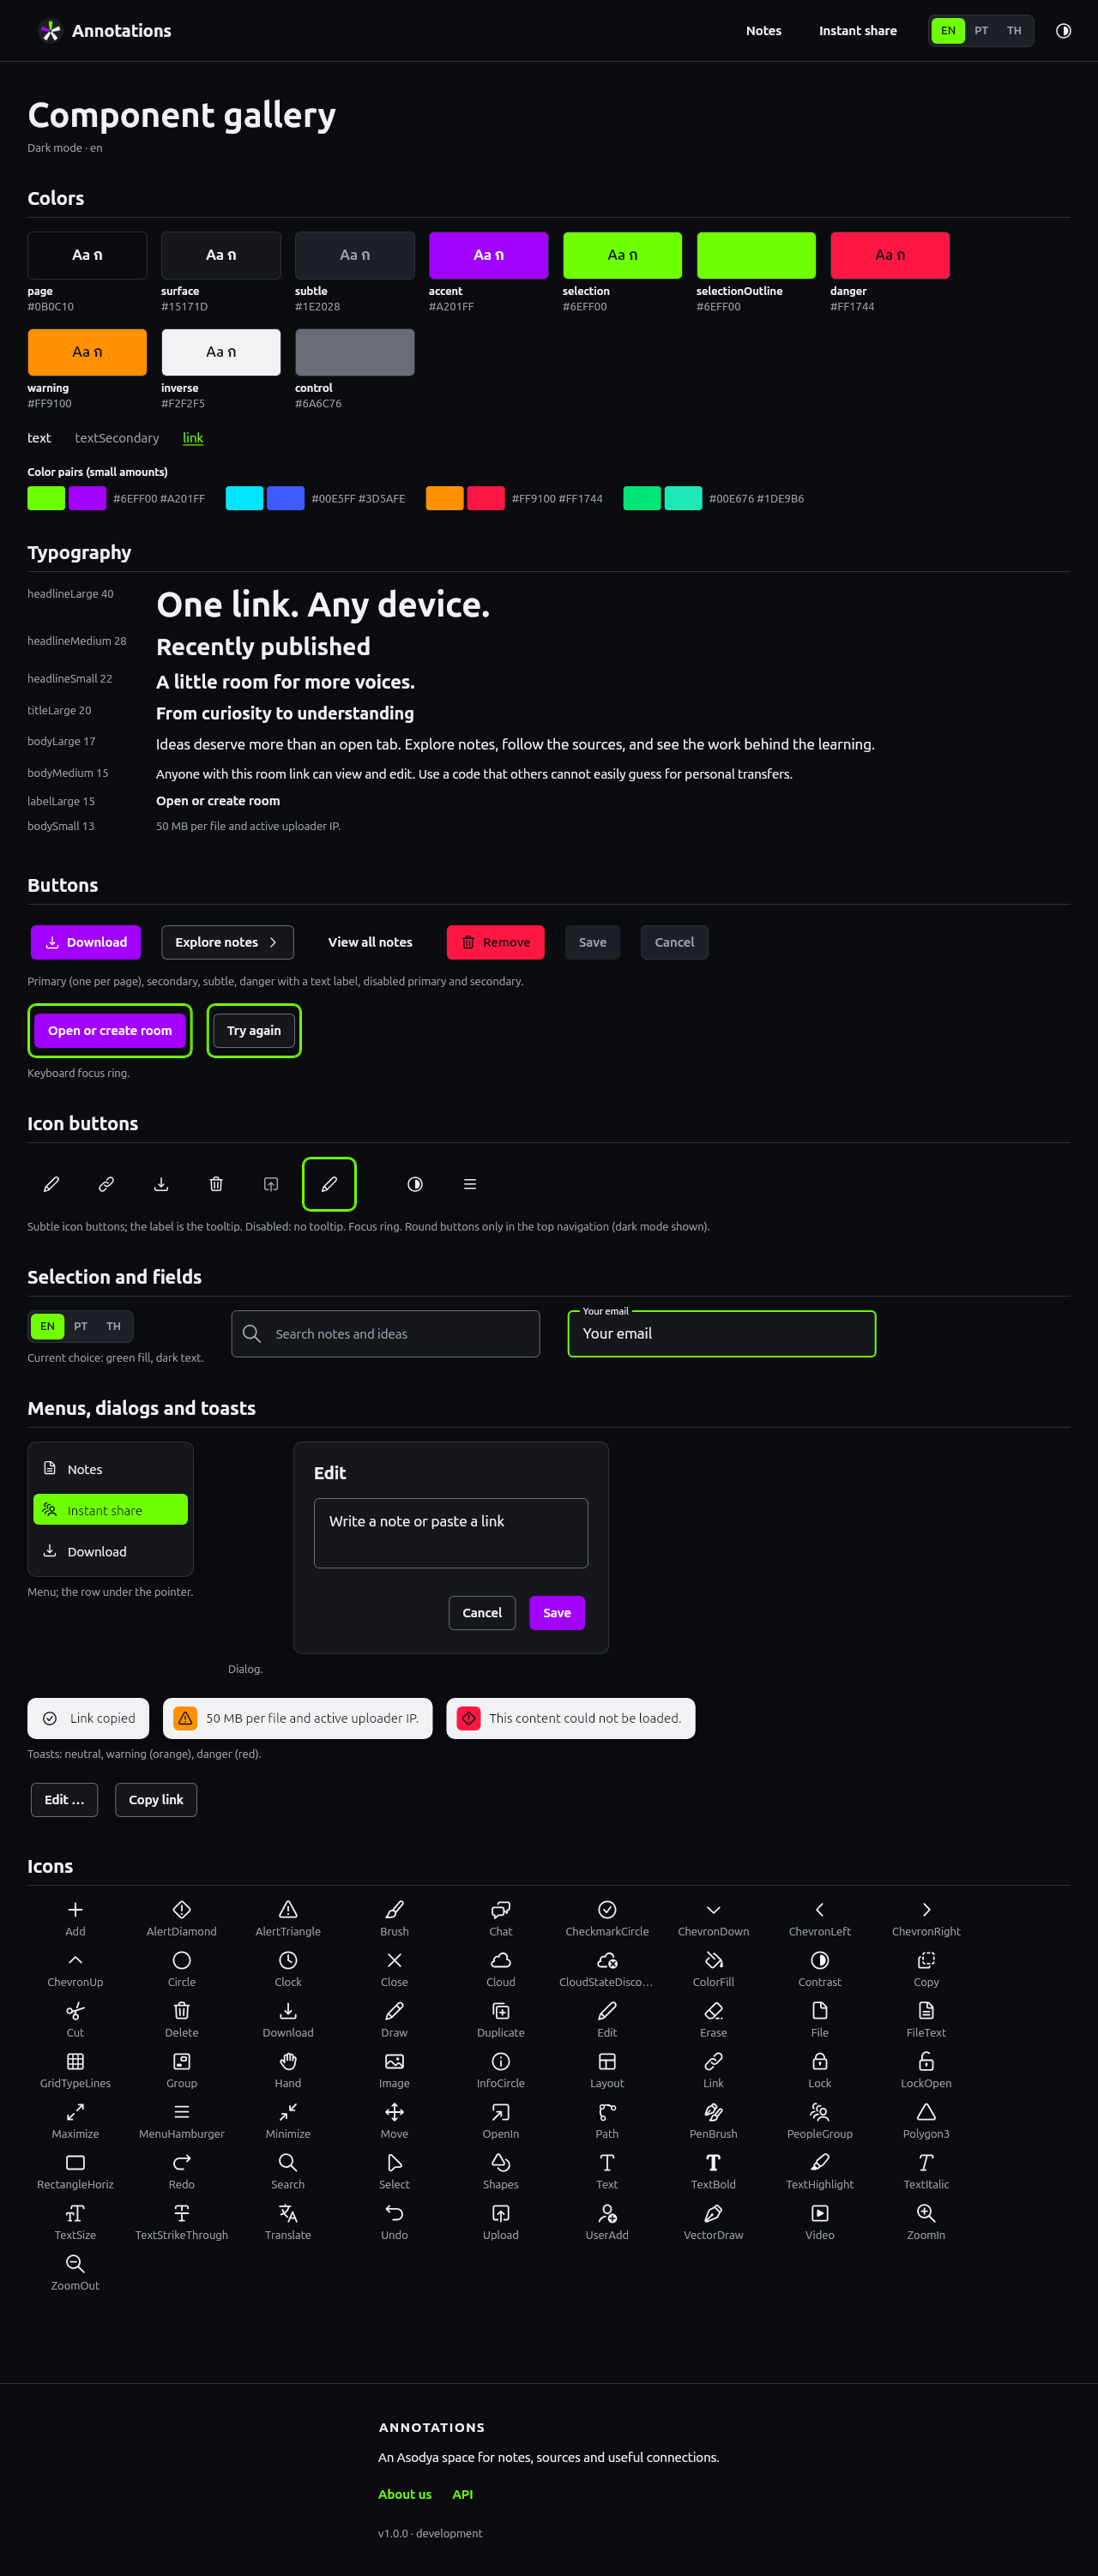 Annotations
Notes
Instant share
EN PT TH
Component gallery
Dark mode · en
Colors
Aa ก Aa ก Aa ก Aa ก Aa ก Aa ก
page surface subtle accent selection selectionOutline danger
#0B0C10 #15171D #1E2028 #A201FF #6EFF00 #6EFF00 #FF1744
Aa ก Aa ก
warning inverse control
#FF9100 #F2F2F5 #6A6C76
text textSecondary link
Color pairs (small amounts)
#6EFF00 #A201FF #00E5FF #3D5AFE #FF9100 #FF1744 #00E676 #1DE9B6
Typography
headlineLarge 40 One link. Any device.
headlineMedium 28 Recently published
headlineSmall 22 A little room for more voices.
titleLarge 20 From curiosity to understanding
bodyLarge 17 Ideas deserve more than an open tab. Explore notes, follow the sources, and see the work behind the learning.
bodyMedium 15 Anyone with this room link can view and edit. Use a code that others cannot easily guess for personal transfers.
labelLarge 15 Open or create room
bodySmall 13 50 MB per file and active uploader IP.
Buttons
Download Explore notes View all notes Remove Save Cancel
Primary (one per page), secondary, subtle, danger with a text label, disabled primary and secondary.
Open or create room Try again
Keyboard focus ring.
Icon buttons
Subtle icon buttons; the label is the tooltip. Disabled: no tooltip. Focus ring. Round buttons only in the top navigation (dark mode shown).
Selection and fields
EN PT TH
Current choice: green fill, dark text.
Search notes and ideas
Your email
Your email
Menus, dialogs and toasts
Notes
Instant share
Download
Menu; the row under the pointer.
Edit
Write a note or paste a link
Cancel Save
Dialog.
Link copied 50 MB per file and active uploader IP. This content could not be loaded.
Toasts: neutral, warning (orange), danger (red).
Edit … Copy link
Icons
Add AlertDiamond AlertTriangle Brush Chat CheckmarkCircle ChevronDown ChevronLeft ChevronRight
ChevronUp Circle Clock Close Cloud CloudStateDisco… ColorFill Contrast Copy
Cut Delete Download Draw Duplicate Edit Erase File FileText
GridTypeLines Group Hand Image InfoCircle Layout Link Lock LockOpen
Maximize MenuHamburger Minimize Move OpenIn Path PenBrush PeopleGroup Polygon3
RectangleHoriz Redo Search Select Shapes Text TextBold TextHighlight TextItalic
TextSize TextStrikeThrough Translate Undo Upload UserAdd VectorDraw Video ZoomIn
ZoomOut
ANNOTATIONS
An Asodya space for notes, sources and useful connections.
About us API
v1.0.0 · development